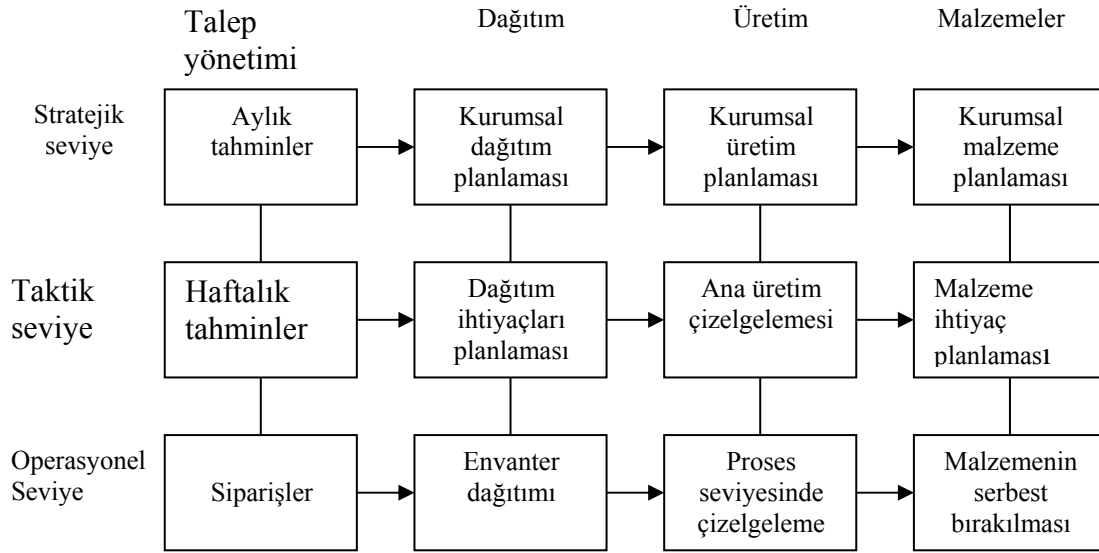 Talep
yönetimi
Dağıtım
Üretim
Malzemeler
Stratejik
seviye
Aylık
tahminler
Kurumsal
dağıtım
planlaması
Kurumsal
üretim
planlaması
Kurumsal
malzeme
planlaması
Taktik
seviye
Haftalık
tahminler
Dağıtım
ihtiyaçları
planlaması
Ana üretim
çizelgelemesi
Malzeme
ihtiyaç
planlaması
Operasyonel
Seviye
Siparişler
Envanter
dağıtımı
Proses
seviyesinde
çizelgeleme
Malzemenin
serbest
bırakılması